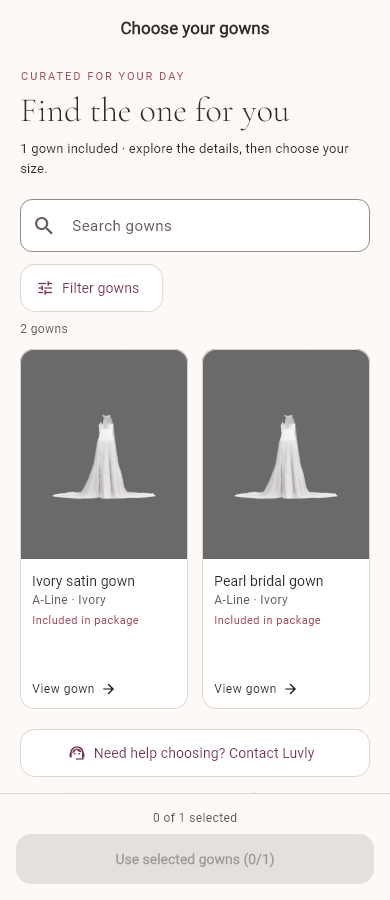 Choose your gowns
CURATED FOR YOUR DAY
Find the one for you
1 gown included · explore the details, then choose your
size.
Search gowns
Filter gowns
2 gowns
Ivory satin gown
A-Line · Ivory
Included in package
View gown
Pearl bridal gown
A-Line · Ivory
Included in package
View gown
Need help choosing? Contact Luvly
0 of 1 selected
Use selected gowns (0/1)